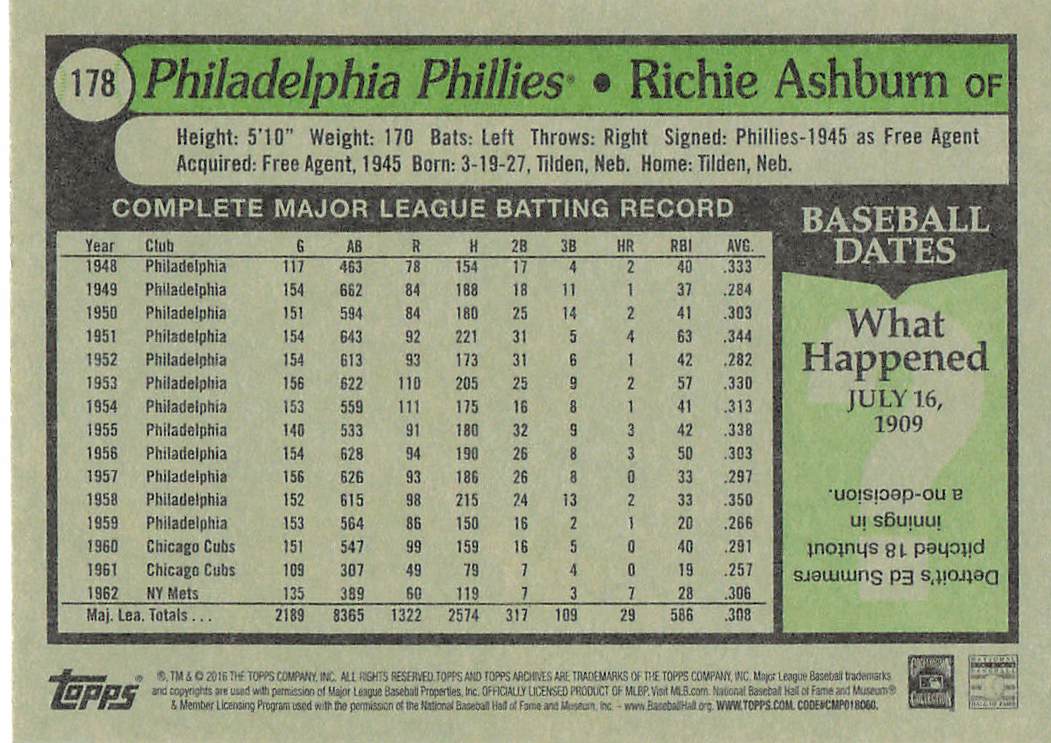 178 Philadelphia Phillies® • Richie Ashburn OF
Height: 5'10" Weight: 170 Bats: Left Throws: Right Signed: Phillies-1945 as Free Agent
Acquired: Free Agent, 1945 Born: 3-19-27, Tilden, Neb. Home: Tilden, Neb.
COMPLETE MAJOR LEAGUE BATTING RECORD
Year Club G AB R H 2B 3B HR RBI AVG.
1948 Philadelphia 117 463 78 154 17 4 2 40 .333
1949 Philadelphia 154 662 84 188 18 11 1 37 .284
1950 Philadelphia 151 594 84 180 25 14 2 41 .303
1951 Philadelphia 154 643 92 221 31 5 4 63 .344
1952 Philadelphia 154 613 93 173 31 6 1 42 .282
1953 Philadelphia 156 622 110 205 25 9 2 57 .330
1954 Philadelphia 153 559 111 175 16 8 1 41 .313
1955 Philadelphia 140 533 91 180 32 9 3 42 .338
1956 Philadelphia 154 628 94 190 26 8 3 50 .303
1957 Philadelphia 156 626 93 186 26 8 0 33 .297
1958 Philadelphia 152 615 98 215 24 13 2 33 .350
1959 Philadelphia 153 564 86 150 16 2 1 20 .266
1960 Chicago Cubs 151 547 99 159 16 5 0 40 .291
1961 Chicago Cubs 109 307 49 79 7 4 0 19 .257
1962 NY Mets 135 389 60 119 7 3 7 28 .306
Maj. Lea. Totals . . . 2189 8365 1322 2574 317 109 29 586 .308
BASEBALL
DATES
What
Happened
JULY 16,
1909
Detroit's Ed Summers
pitched 18 shutout
innings in
a no-decision.
topps®
®, TM & © 2016 THE TOPPS COMPANY, INC. ALL RIGHTS RESERVED. TOPPS AND TOPPS ARCHIVES ARE TRADEMARKS OF THE TOPPS COMPANY, INC. Major League Baseball trademarks
and copyrights are used with permission of Major League Baseball Properties, Inc. OFFICIALLY LICENSED PRODUCT OF MLBP. Visit MLB.com. National Baseball Hall of Fame and Museum®
& Member Licensing Program used with the permission of the National Baseball Hall of Fame and Museum, Inc. - www.BaseballHall.org. WWW.TOPPS.COM. CODE#CMP018060.
COOPERSTOWN
COLLECTION